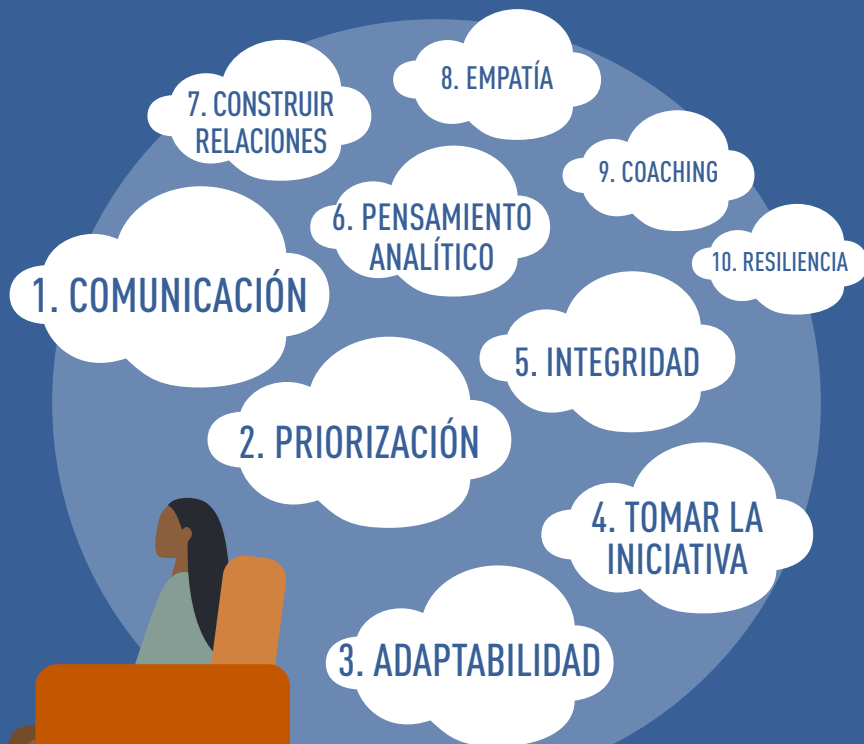 1. COMUNICACIÓN
2. PRIORIZACIÓN
3. ADAPTABILIDAD
4. TOMAR LA
INICIATIVA
5. INTEGRIDAD
6. PENSAMIENTO
ANALÍTICO
7. CONSTRUIR
RELACIONES
8. EMPATÍA
9. COACHING
10. RESILIENCIA